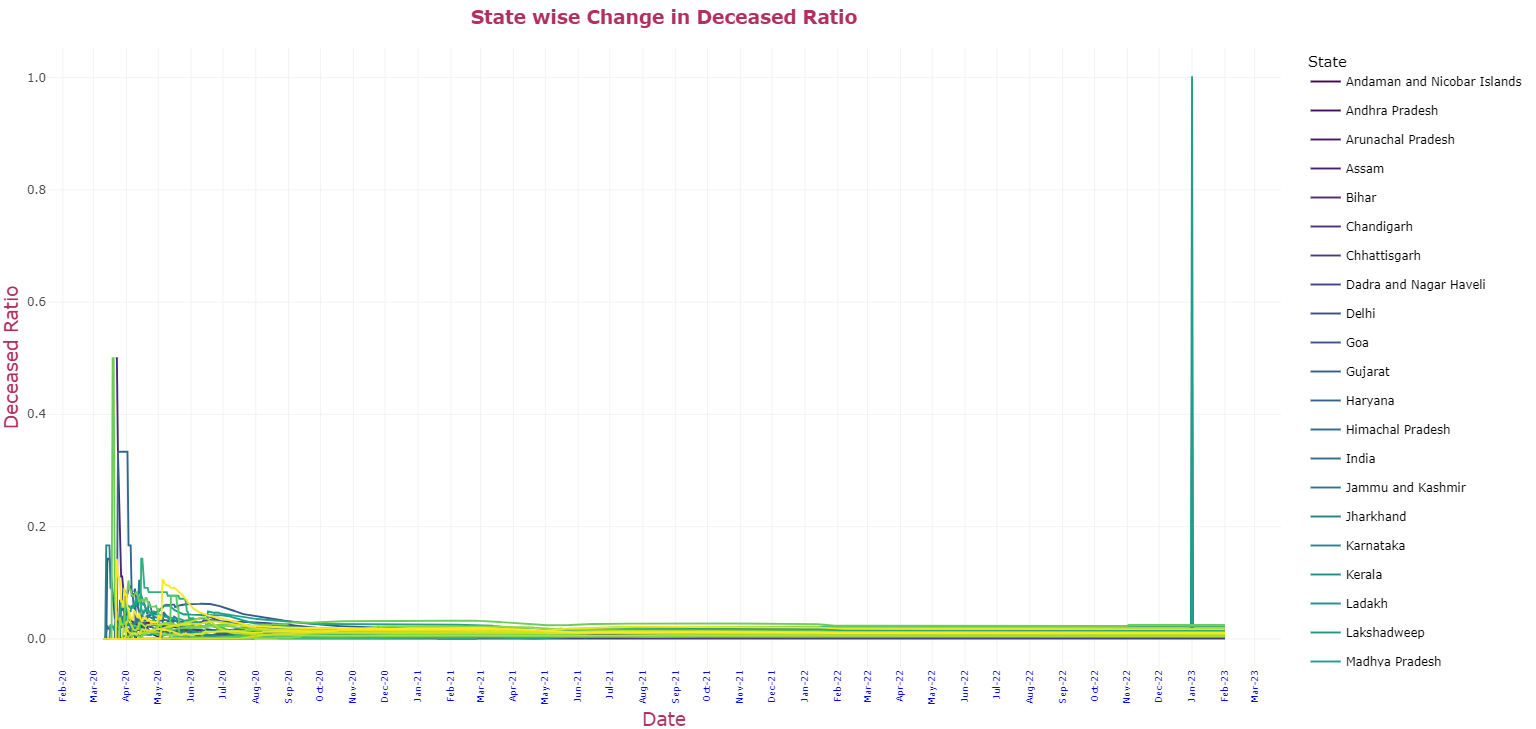 State wise Change in Deceased Ratio
Deceased Ratio
1.0
0.8
0.6
0.4
0.2
0.0
Feb-20
Mar-20
Apr-20
May-20
Jun-20
Jul-20
Aug-20
Sep-20
Oct-20
Nov-20
Dec-20
Jan-21
Feb-21
Mar-21
Apr-21
May-21
Jun-21
Jul-21
Aug-21
Sep-21
Oct-21
Nov-21
Dec-21
Jan-22
Feb-22
Mar-22
Apr-22
May-22
Jun-22
Jul-22
Aug-22
Sep-22
Oct-22
Nov-22
Dec-22
Jan-23
Feb-23
Mar-23
Date
State
Andaman and Nicobar Islands
Andhra Pradesh
Arunachal Pradesh
Assam
Bihar
Chandigarh
Chhattisgarh
Dadra and Nagar Haveli
Delhi
Goa
Gujarat
Haryana
Himachal Pradesh
India
Jammu and Kashmir
Jharkhand
Karnataka
Kerala
Ladakh
Lakshadweep
Madhya Pradesh